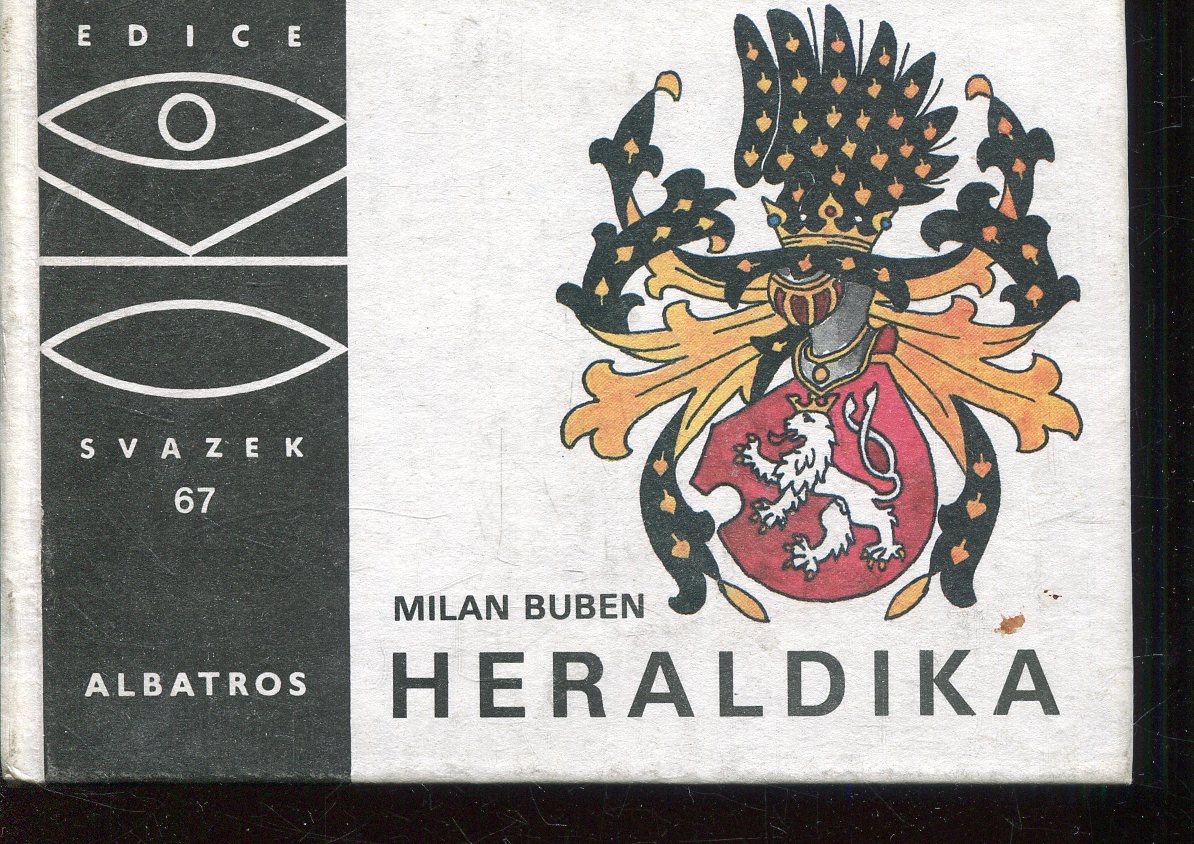 EDICE
SVAZEK
67
ALBATROS
MILAN BUBEN
HERALDIKA